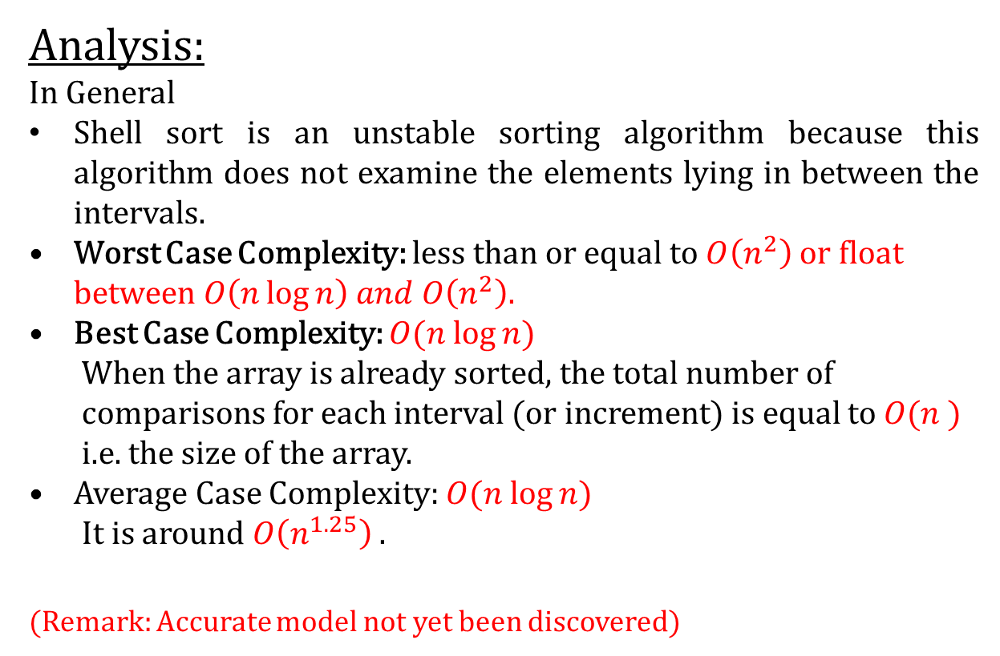 Analysis:
In General
• Shell sort is an unstable sorting algorithm because this
algorithm does not examine the elements lying in between the
intervals.
• Worst Case Complexity: less than or equal to O(n²) or float
between O(n log n) and O(n²).
• Best Case Complexity: O(n log n)
When the array is already sorted, the total number of
comparisons for each interval (or increment) is equal to O(n )
i.e. the size of the array.
• Average Case Complexity: O(n log n)
It is around O(n^1.25) .
(Remark: Accurate model not yet been discovered)